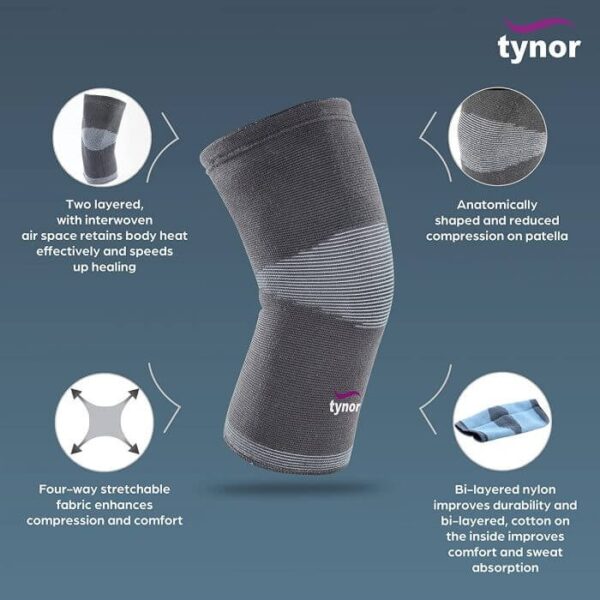 tynor
Two layered,
with interwoven
air space retains body heat
effectively and speeds
up healing
Anatomically
shaped and reduced
compression on patella
tynor
Four-way stretchable
fabric enhances
compression and comfort
Bi-layered nylon
improves durability and
bi-layered, cotton on
the inside improves
comfort and sweat
absorption